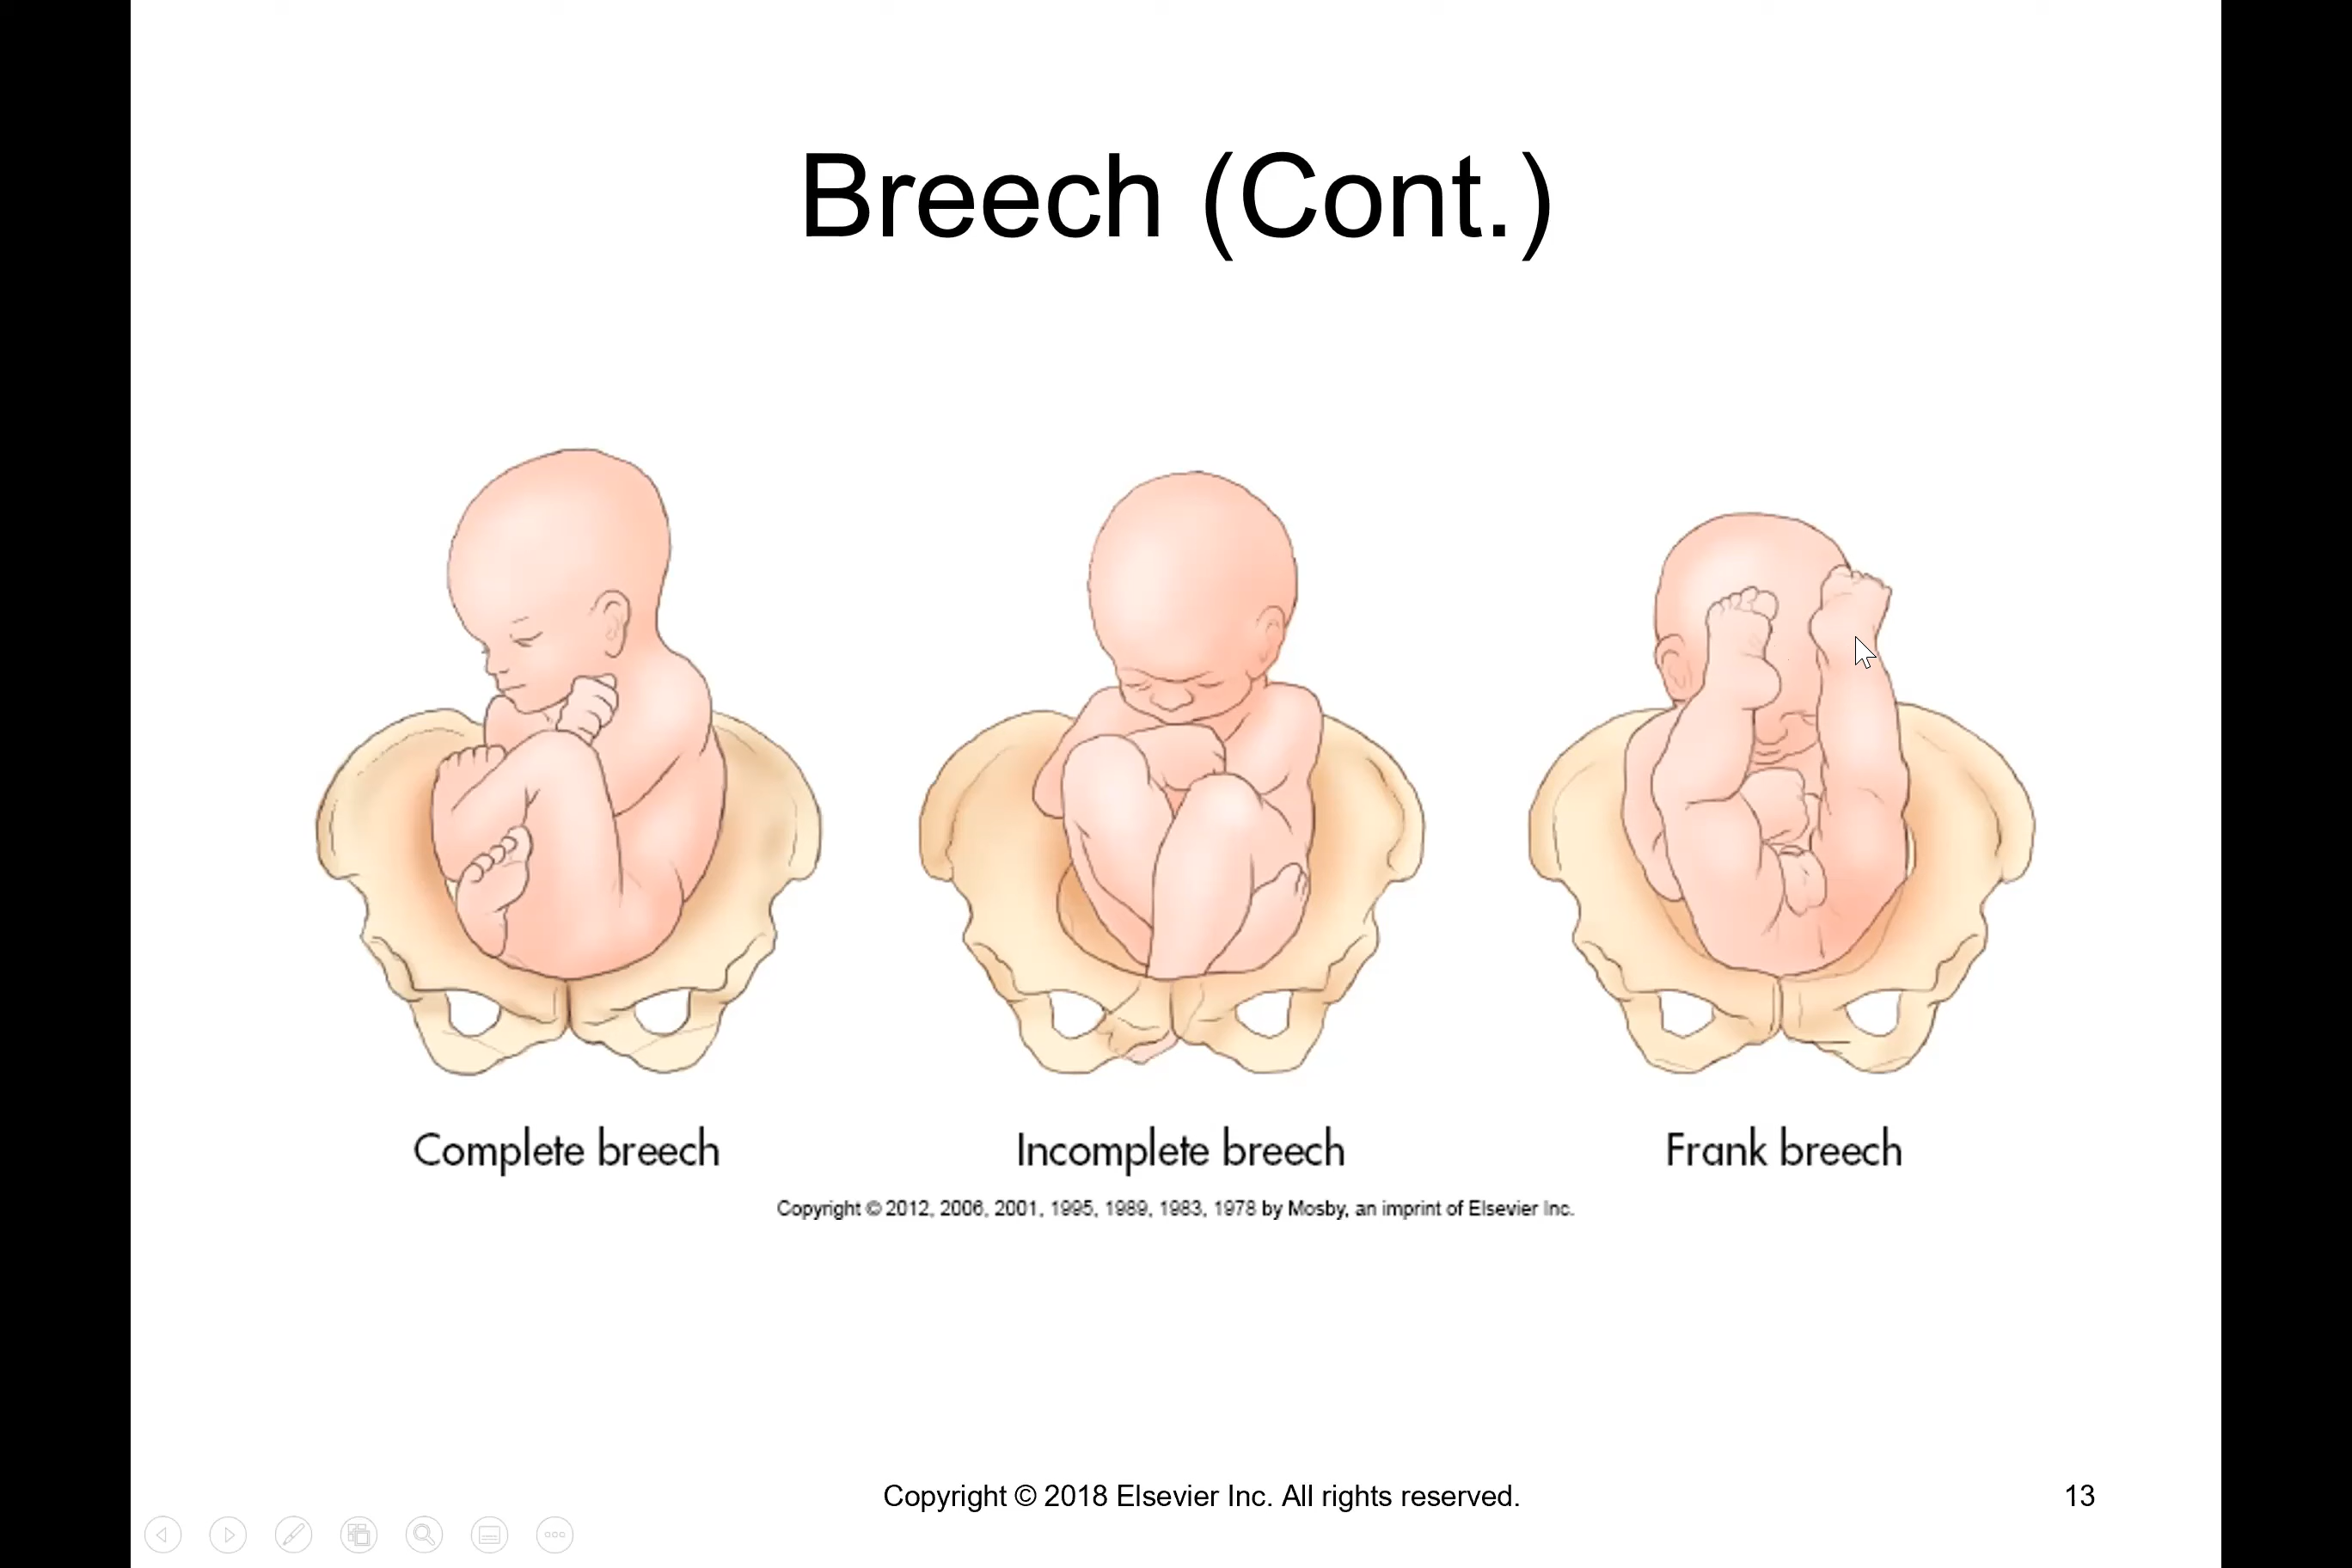 Breech (Cont.)
Complete breech
Incomplete breech
Frank breech
Copyright © 2012, 2006, 2001, 1995, 1989, 1983, 1978 by Mosby, an imprint of Elsevier Inc.
Copyright © 2018 Elsevier Inc. All rights reserved.
13